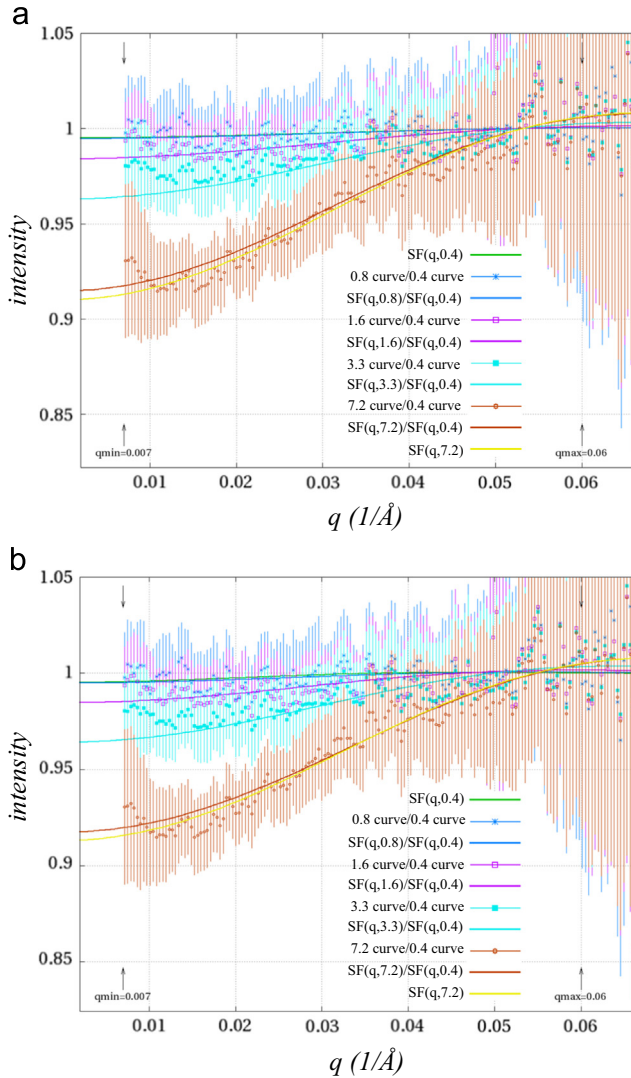 a
1.05
1
0.95
0.9
0.85
intensity
SF(q,0.4)
0.8 curve/0.4 curve
SF(q,0.8)/SF(q,0.4)
1.6 curve/0.4 curve
SF(q,1.6)/SF(q,0.4)
3.3 curve/0.4 curve
SF(q,3.3)/SF(q,0.4)
7.2 curve/0.4 curve
SF(q,7.2)/SF(q,0.4)
SF(q,7.2)
qmin=0.007
qmax=0.06
0.01 0.02 0.03 0.04 0.05 0.06
q (1/Å)
b
1.05
1
0.95
0.9
0.85
intensity
SF(q,0.4)
0.8 curve/0.4 curve
SF(q,0.8)/SF(q,0.4)
1.6 curve/0.4 curve
SF(q,1.6)/SF(q,0.4)
3.3 curve/0.4 curve
SF(q,3.3)/SF(q,0.4)
7.2 curve/0.4 curve
SF(q,7.2)/SF(q,0.4)
SF(q,7.2)
qmin=0.007
qmax=0.06
0.01 0.02 0.03 0.04 0.05 0.06
q (1/Å)